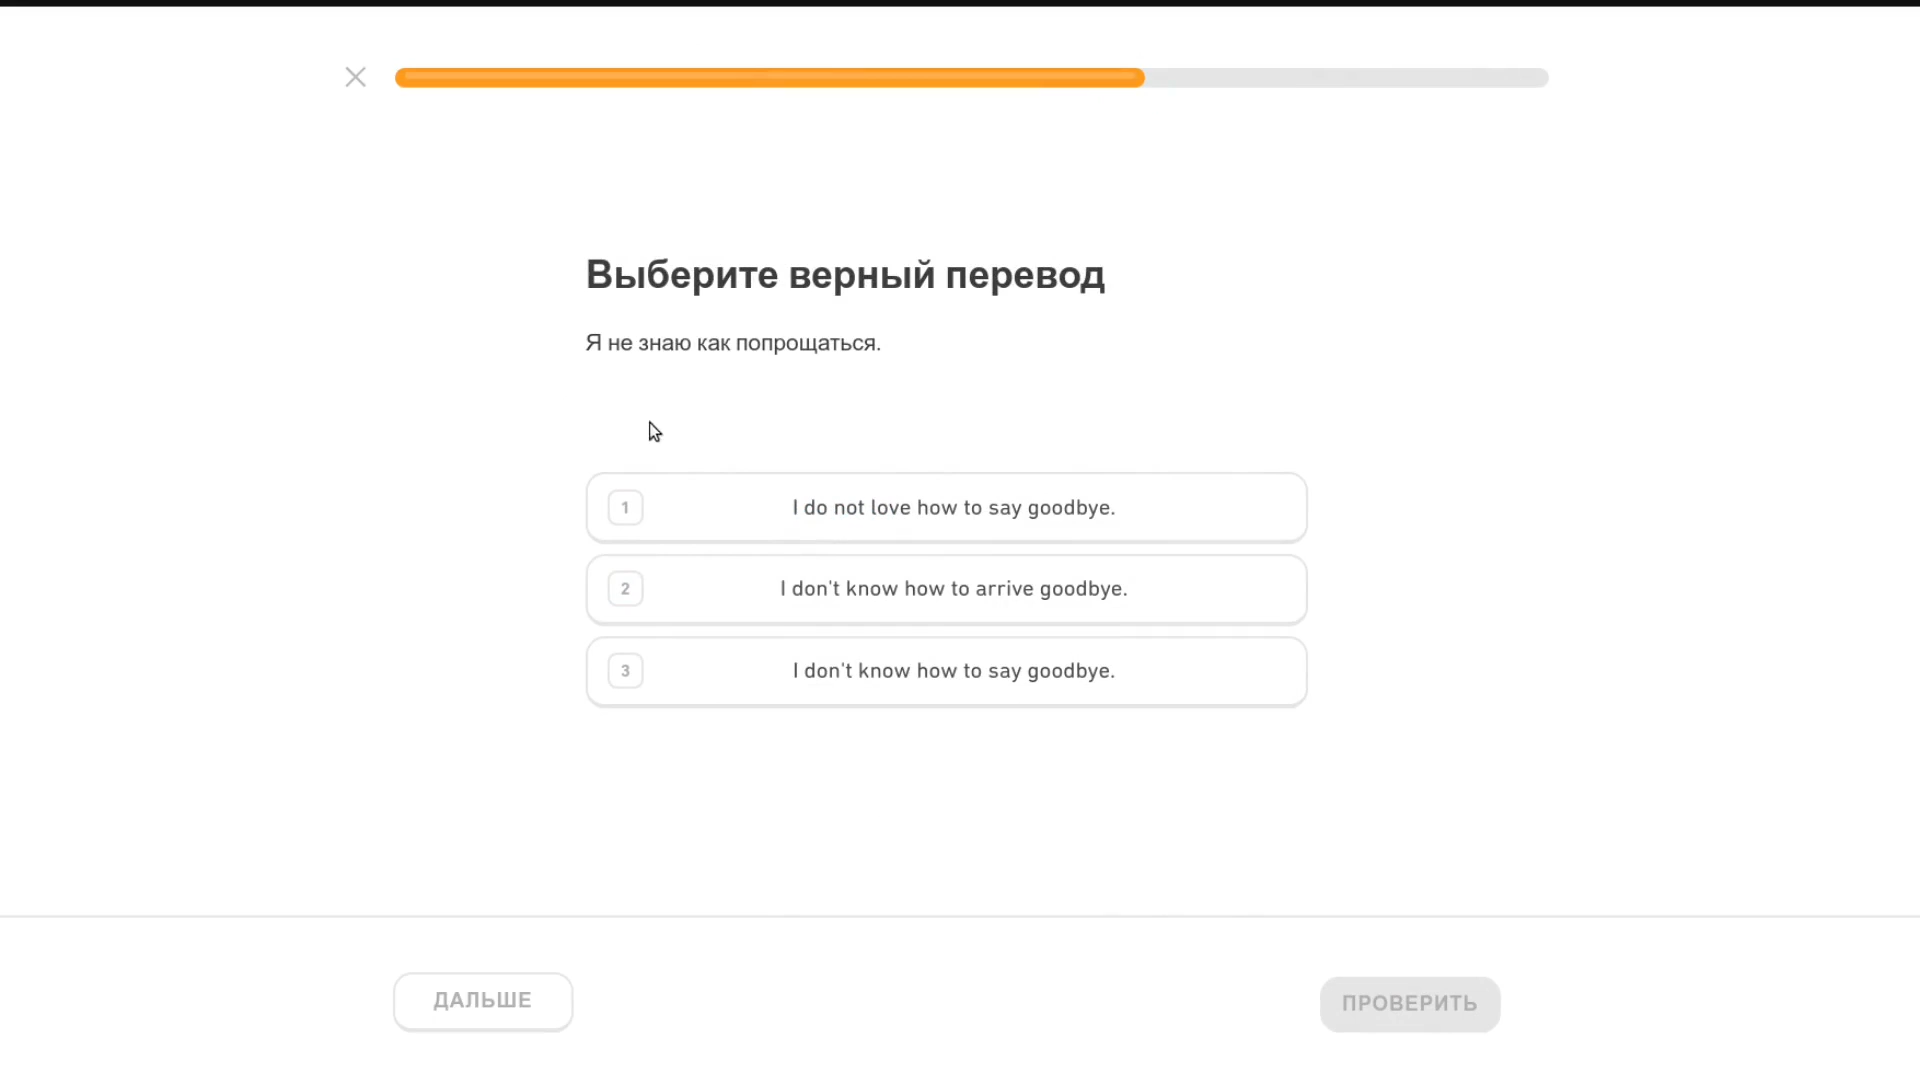 Выберите верный перевод
Я не знаю как попрощаться.
1 I do not love how to say goodbye.
2 I don't know how to arrive goodbye.
3 I don't know how to say goodbye.
ДАЛЬШЕ
ПРОВЕРИТЬ